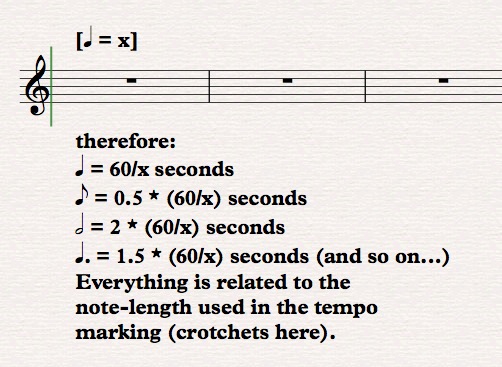 [♩ = x]
therefore:
♩ = 60/x seconds
♪ = 0.5 * (60/x) seconds
𝅗𝅥 = 2 * (60/x) seconds
♩. = 1.5 * (60/x) seconds (and so on...)
Everything is related to the
note-length used in the tempo
marking (crotchets here).